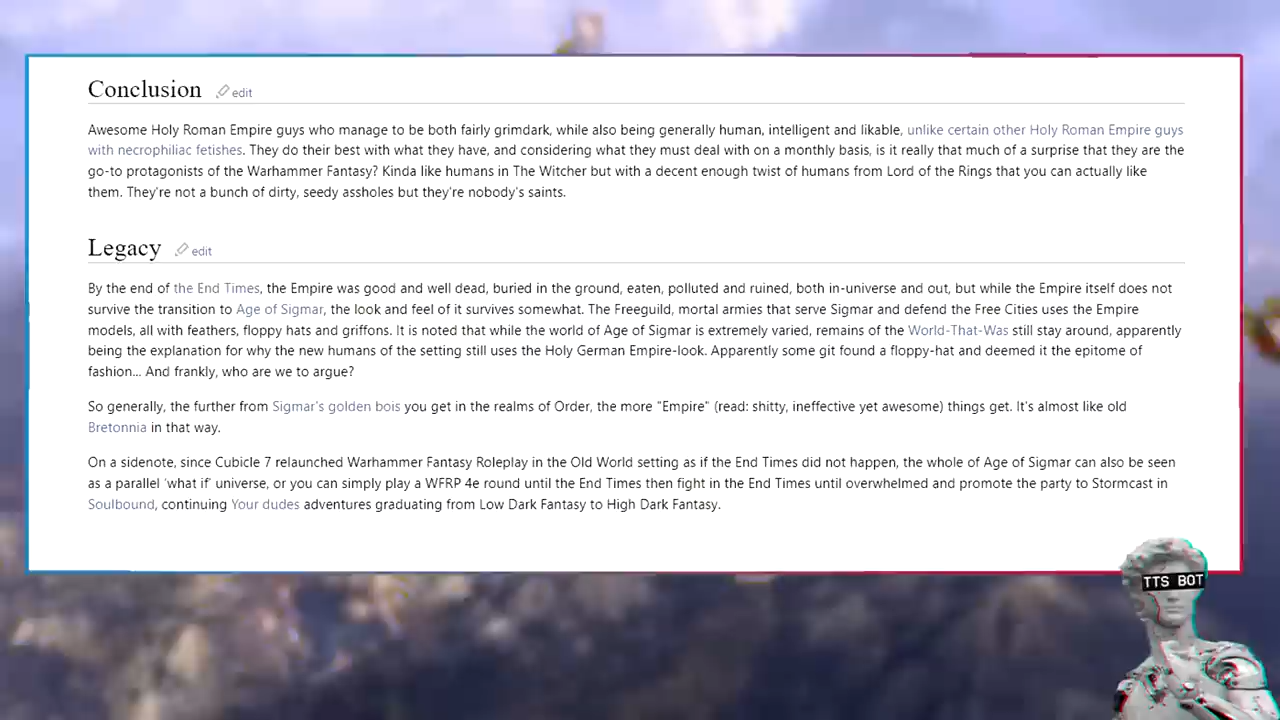 Conclusion edit
Awesome Holy Roman Empire guys who manage to be both fairly grimdark, while also being generally human, intelligent and likable, unlike certain other Holy Roman Empire guys
with necrophiliac fetishes. They do their best with what they have, and considering what they must deal with on a monthly basis, is it really that much of a surprise that they are the
go-to protagonists of the Warhammer Fantasy? Kinda like humans in The Witcher but with a decent enough twist of humans from Lord of the Rings that you can actually like
them. They're not a bunch of dirty, seedy assholes but they're nobody's saints.
Legacy edit
By the end of the End Times, the Empire was good and well dead, buried in the ground, eaten, polluted and ruined, both in-universe and out, but while the Empire itself does not
survive the transition to Age of Sigmar, the look and feel of it survives somewhat. The Freeguild, mortal armies that serve Sigmar and defend the Free Cities uses the Empire
models, all with feathers, floppy hats and griffons. It is noted that while the world of Age of Sigmar is extremely varied, remains of the World-That-Was still stay around, apparently
being the explanation for why the new humans of the setting still uses the Holy German Empire-look. Apparently some git found a floppy-hat and deemed it the epitome of
fashion... And frankly, who are we to argue?
So generally, the further from Sigmar's golden bois you get in the realms of Order, the more "Empire" (read: shitty, ineffective yet awesome) things get. It's almost like old
Bretonnia in that way.
On a sidenote, since Cubicle 7 relaunched Warhammer Fantasy Roleplay in the Old World setting as if the End Times did not happen, the whole of Age of Sigmar can also be seen
as a parallel 'what if' universe, or you can simply play a WFRP 4e round until the End Times then fight in the End Times until overwhelmed and promote the party to Stormcast in
Soulbound, continuing Your dudes adventures graduating from Low Dark Fantasy to High Dark Fantasy.
TTS BOT